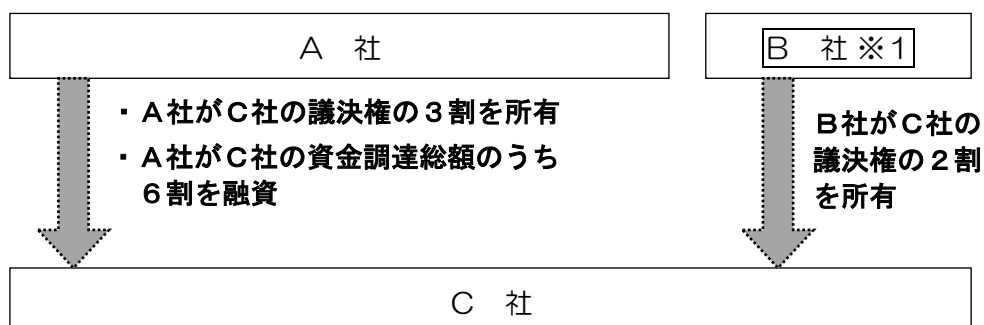 A 社
B 社※1
・A社がC社の議決権の3割を所有
・A社がC社の資金調達総額のうち
6割を融資
B社がC社の
議決権の2割
を所有
C 社